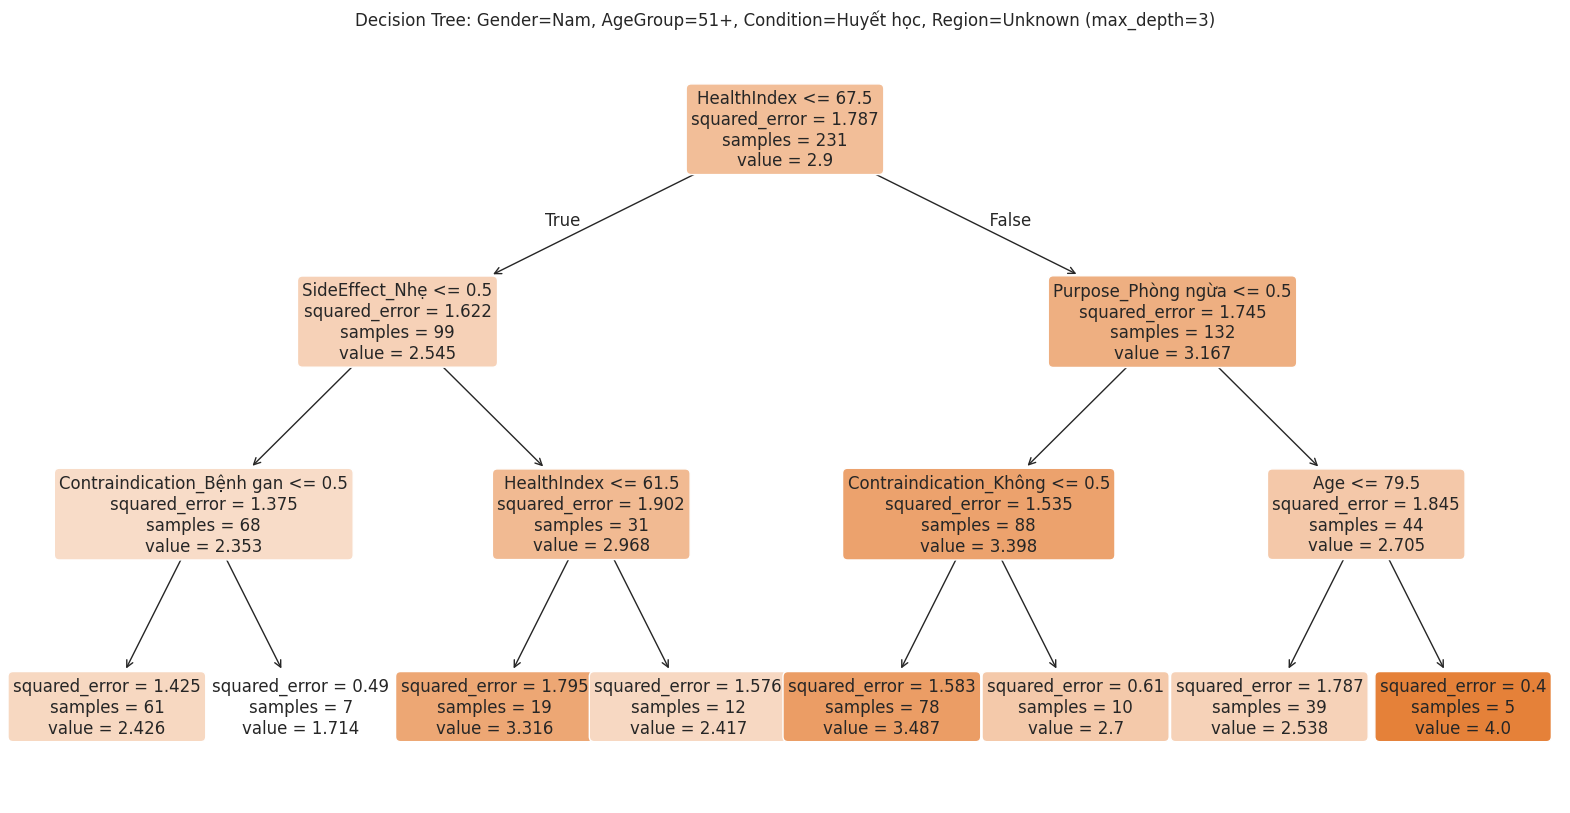 Decision Tree: Gender=Nam, AgeGroup=51+, Condition=Huyết học, Region=Unknown (max_depth=3)
HealthIndex <= 67.5
squared_error = 1.787
samples = 231
value = 2.9
True
False
SideEffect_Nhẹ <= 0.5
squared_error = 1.622
samples = 99
value = 2.545
Purpose_Phòng ngừa <= 0.5
squared_error = 1.745
samples = 132
value = 3.167
Contraindication_Bệnh gan <= 0.5
squared_error = 1.375
samples = 68
value = 2.353
HealthIndex <= 61.5
squared_error = 1.902
samples = 31
value = 2.968
Contraindication_Không <= 0.5
squared_error = 1.535
samples = 88
value = 3.398
Age <= 79.5
squared_error = 1.845
samples = 44
value = 2.705
squared_error = 1.425
samples = 61
value = 2.426
squared_error = 0.49
samples = 7
value = 1.714
squared_error = 1.795
samples = 19
value = 3.316
squared_error = 1.576
samples = 12
value = 2.417
squared_error = 1.583
samples = 78
value = 3.487
squared_error = 0.61
samples = 10
value = 2.7
squared_error = 1.787
samples = 39
value = 2.538
squared_error = 0.4
samples = 5
value = 4.0